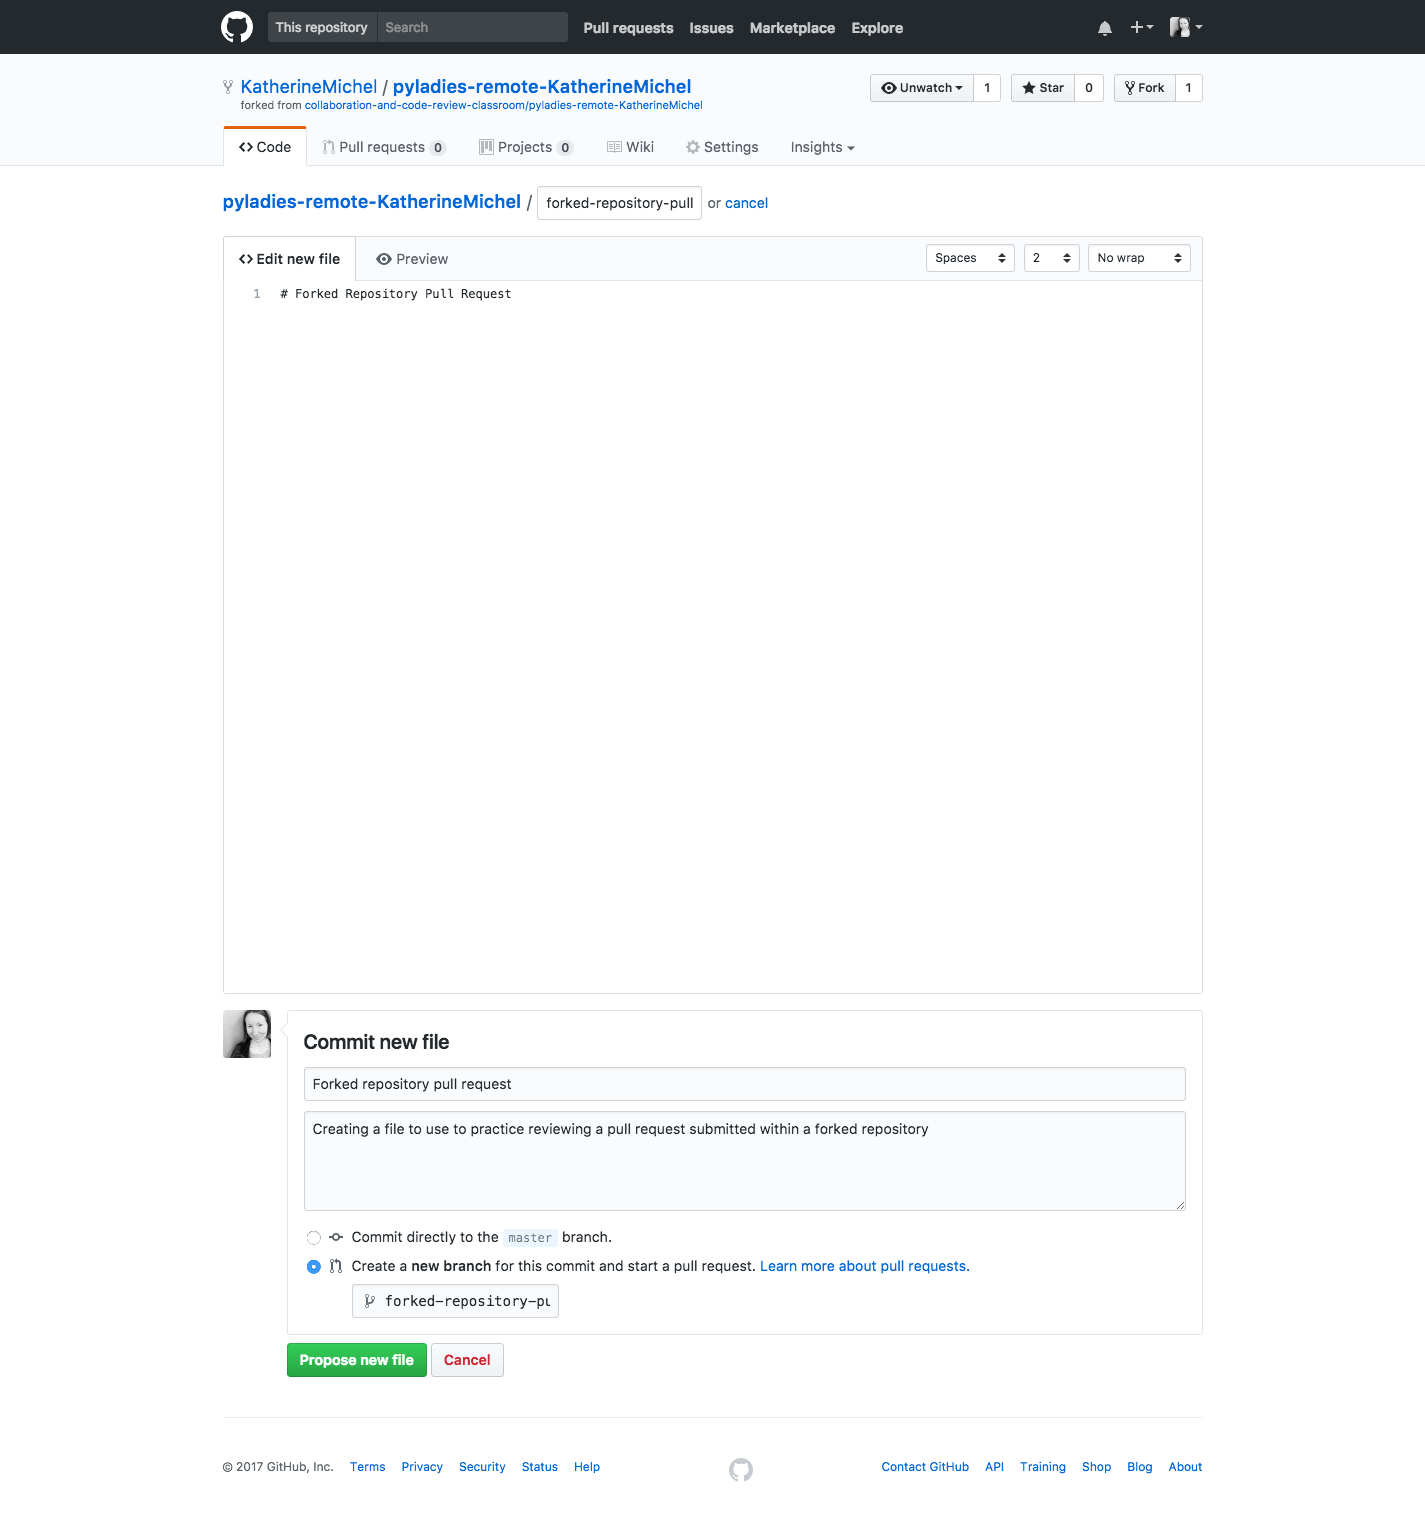 This repository Search Pull requests Issues Marketplace Explore
KatherineMichel / pyladies-remote-KatherineMichel Unwatch 1 Star 0 Fork 1
forked from collaboration-and-code-review-classroom/pyladies-remote-KatherineMichel
Code Pull requests 0 Projects 0 Wiki Settings Insights
pyladies-remote-KatherineMichel / forked-repository-pull or cancel
Edit new file Preview Spaces 2 No wrap
1 # Forked Repository Pull Request
Commit new file
Forked repository pull request
Creating a file to use to practice reviewing a pull request submitted within a forked repository
Commit directly to the master branch.
Create a new branch for this commit and start a pull request. Learn more about pull requests.
forked-repository-pu
Propose new file Cancel
© 2017 GitHub, Inc. Terms Privacy Security Status Help Contact GitHub API Training Shop Blog About